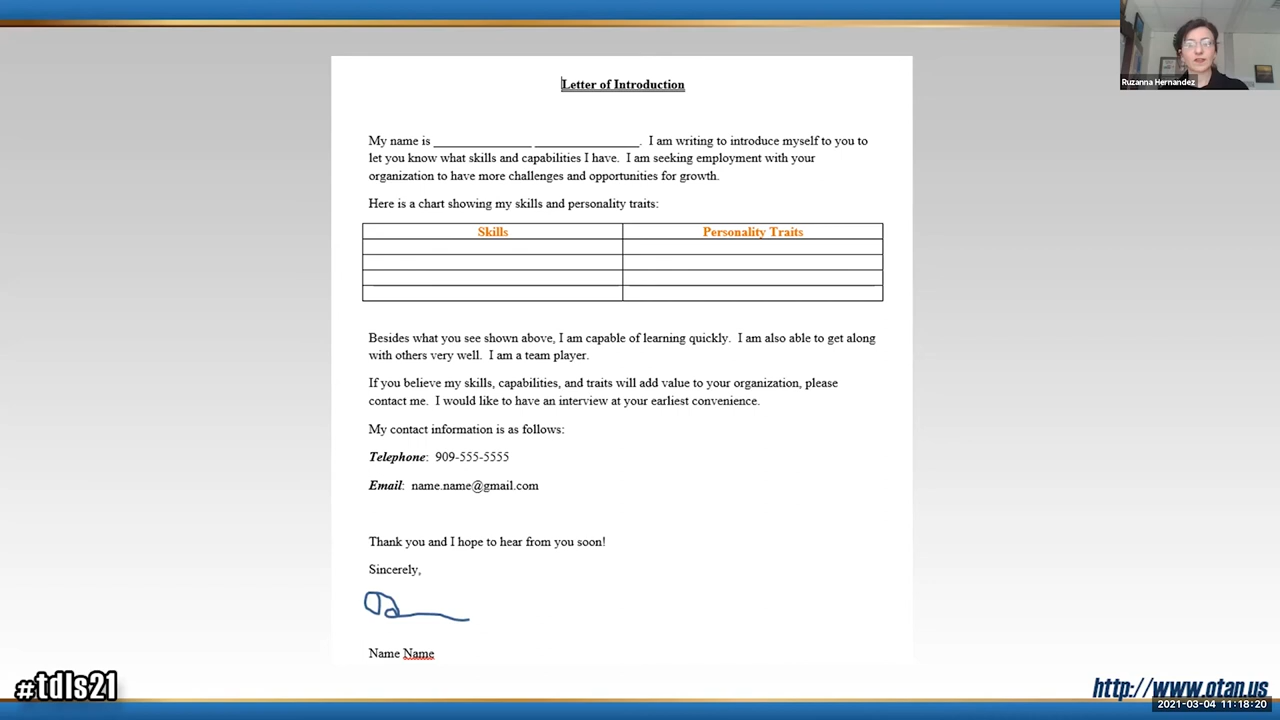 Ruzanna Hernandez
Letter of Introduction
My name is _______________ ________________. I am writing to introduce myself to you to
let you know what skills and capabilities I have. I am seeking employment with your
organization to have more challenges and opportunities for growth.
Here is a chart showing my skills and personality traits:
Skills Personality Traits
Besides what you see shown above, I am capable of learning quickly. I am also able to get along
with others very well. I am a team player.
If you believe my skills, capabilities, and traits will add value to your organization, please
contact me. I would like to have an interview at your earliest convenience.
My contact information is as follows:
Telephone: 909-555-5555
Email: name.name@gmail.com
Thank you and I hope to hear from you soon!
Sincerely,
Name Name
#tdls21
http://www.otan.us
2021-03-04 11:18:20